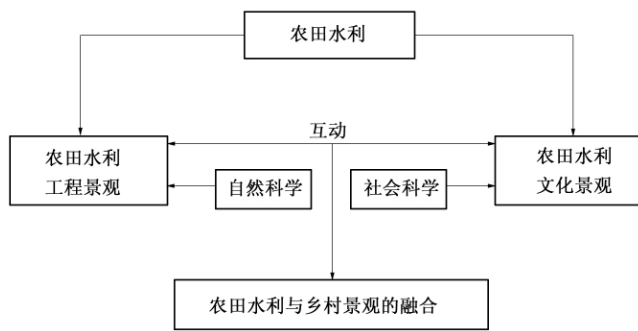 农田水利
互动
农田水利
工程景观
自然科学
社会科学
农田水利
文化景观
农田水利与乡村景观的融合